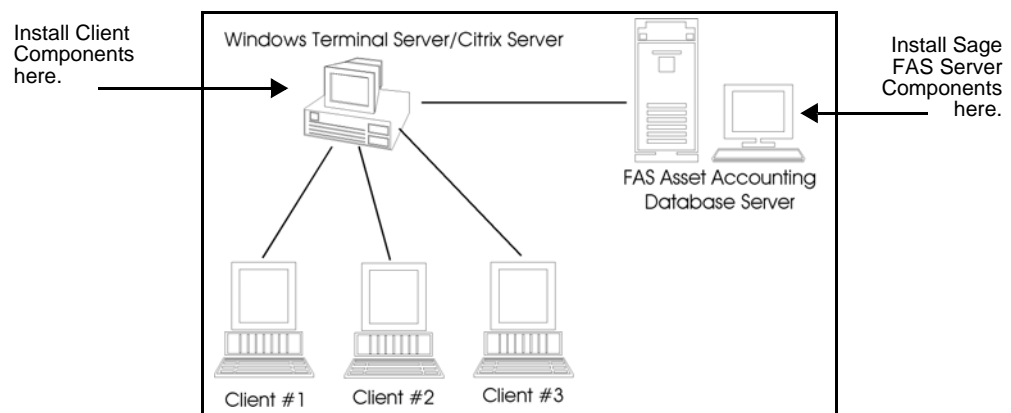 Install Client
Components
here.
Windows Terminal Server/Citrix Server
Install Sage
FAS Server
Components
here.
FAS Asset Accounting
Database Server
Client #1
Client #2
Client #3